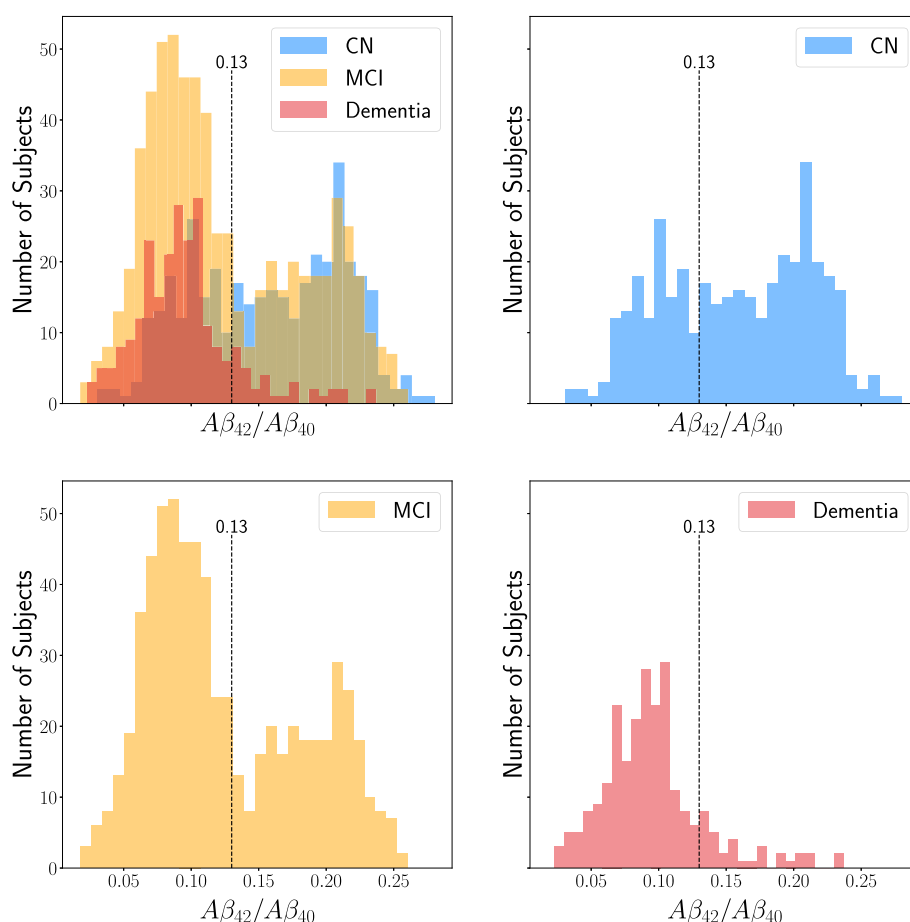 CN
MCI
Dementia
0.13
50
40
30
20
10
0
Number of Subjects
Aβ42/Aβ40
CN
0.13
Number of Subjects
Aβ42/Aβ40
MCI
0.13
50
40
30
20
10
0
Number of Subjects
0.05 0.10 0.15 0.20 0.25
Aβ42/Aβ40
Dementia
0.13
Number of Subjects
0.05 0.10 0.15 0.20 0.25
Aβ42/Aβ40